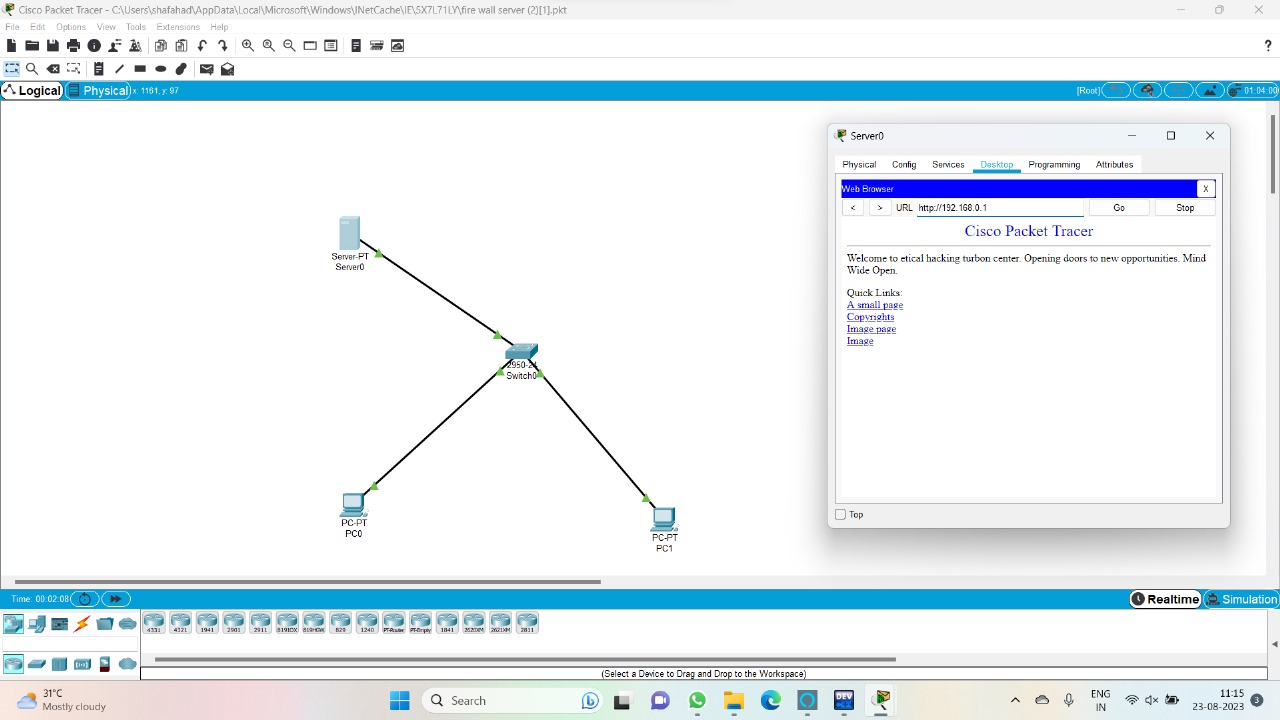 Cisco Packet Tracer - C:\Users\shafahad\AppData\Local\Microsoft\Windows\INetCache\IE\5X7L71LY\fire wall server (2)[1].pkt
File Edit Options View Tools Extensions Help
?
Logical Physical x: 1161, y: 97 [Root] 01:04:00
Server0
Physical Config Services Desktop Programming Attributes
Web Browser X
< > URL http://192.168.0.1 Go Stop
Cisco Packet Tracer
Welcome to etical hacking turbon center. Opening doors to new opportunities. Mind
Wide Open.
Quick Links:
A small page
Copyrights
Image page
Image
Top
Server-PT
Server0
2950-24
Switch0
PC-PT
PC0
PC-PT
PC1
Time: 00:02:08 Realtime Simulation
4331 4321 1941 2901 2911 819IOX 819HGW 829 1240 PT-Router PT-Empty 1841 2620XM 2621XM 2811
(Select a Device to Drag and Drop to the Workspace)
31°C
Mostly cloudy
Search
DEV
ENG
IN
11:15
23-08-2023
3